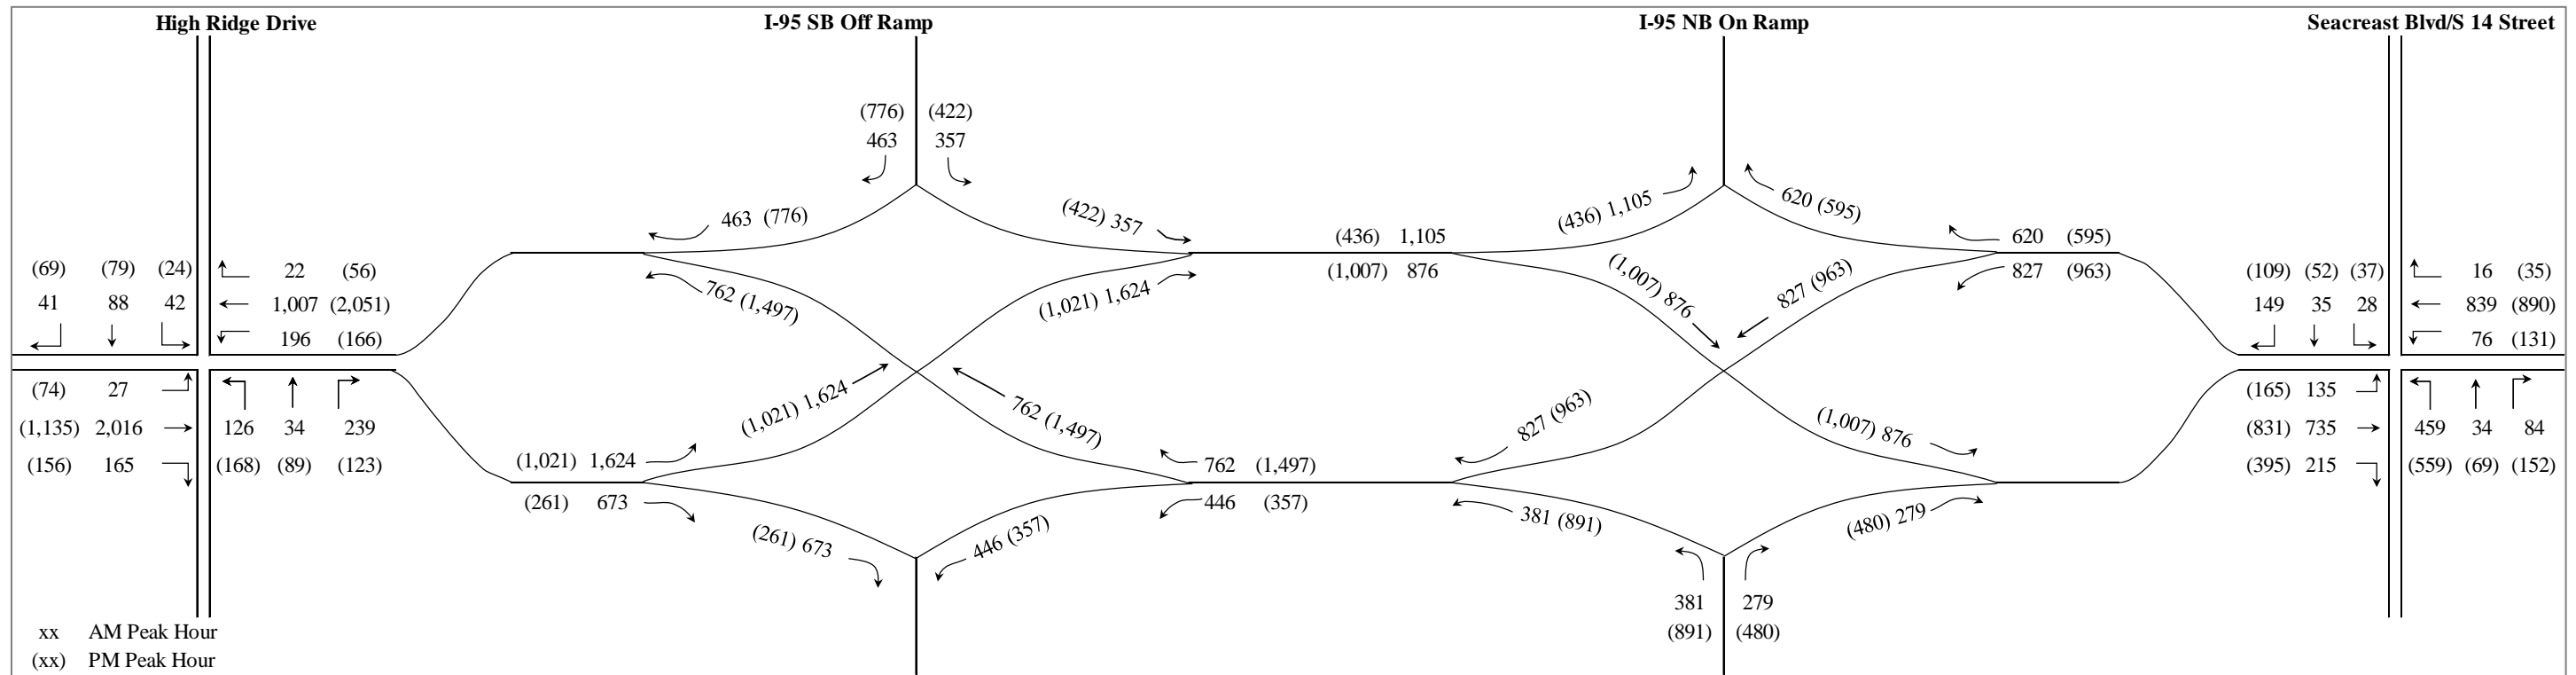 High Ridge Drive
I-95 SB Off Ramp
I-95 NB On Ramp
Seacreast Blvd/S 14 Street
(776) (422)
463 357
463 (776)
(422) 357
(436) 1,105
(1,007) 876
(436) 1,105
620 (595)
620 (595)
827 (963)
(69) (79) (24)
41 88 42
22 (56)
1,007 (2,051)
196 (166)
762 (1,497)
(1,021) 1,624
(1,007) 876
827 (963)
(109) (52) (37)
149 35 28
16 (35)
839 (890)
76 (131)
(74) 27
(1,135) 2,016
(156) 165
126 34 239
(168) (89) (123)
(1,021) 1,624
(261) 673
(1,021) 1,624
762 (1,497)
762 (1,497)
446 (357)
827 (963)
(1,007) 876
(165) 135
(831) 735
(395) 215
459 34 84
(559) (69) (152)
(261) 673
446 (357)
381 (891)
(480) 279
381 279
(891) (480)
xx AM Peak Hour
(xx) PM Peak Hour